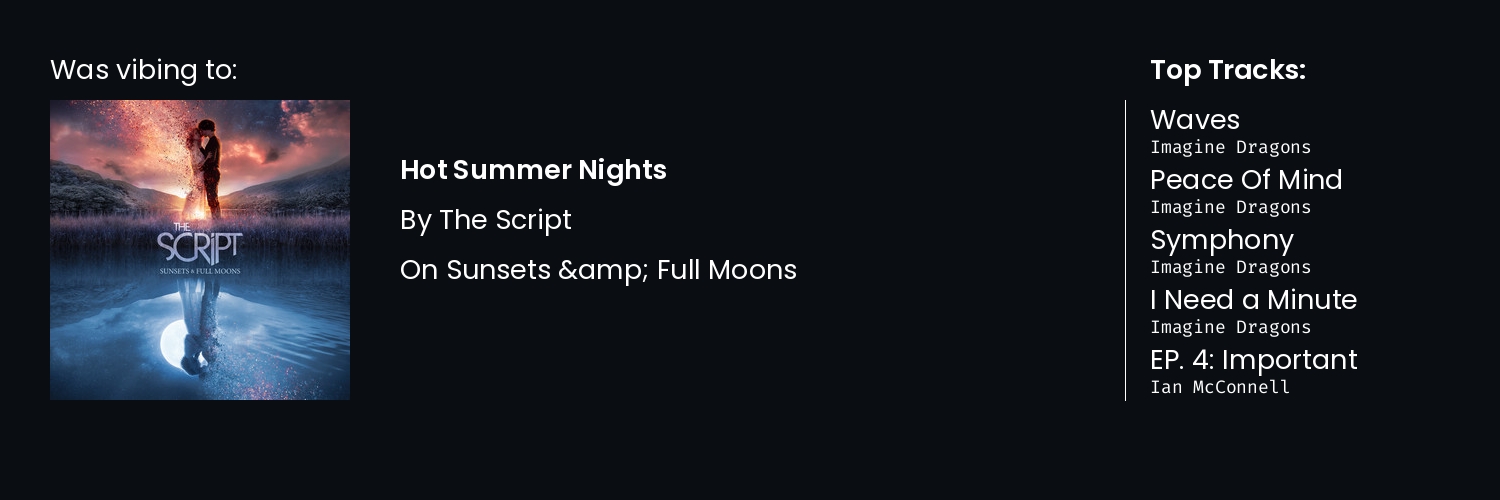 Was vibing to:
THE
SCRIPT
SUNSETS & FULL MOONS
Hot Summer Nights
By The Script
On Sunsets &amp; Full Moons
Top Tracks:
Waves
Imagine Dragons
Peace Of Mind
Imagine Dragons
Symphony
Imagine Dragons
I Need a Minute
Imagine Dragons
EP. 4: Important
Ian McConnell